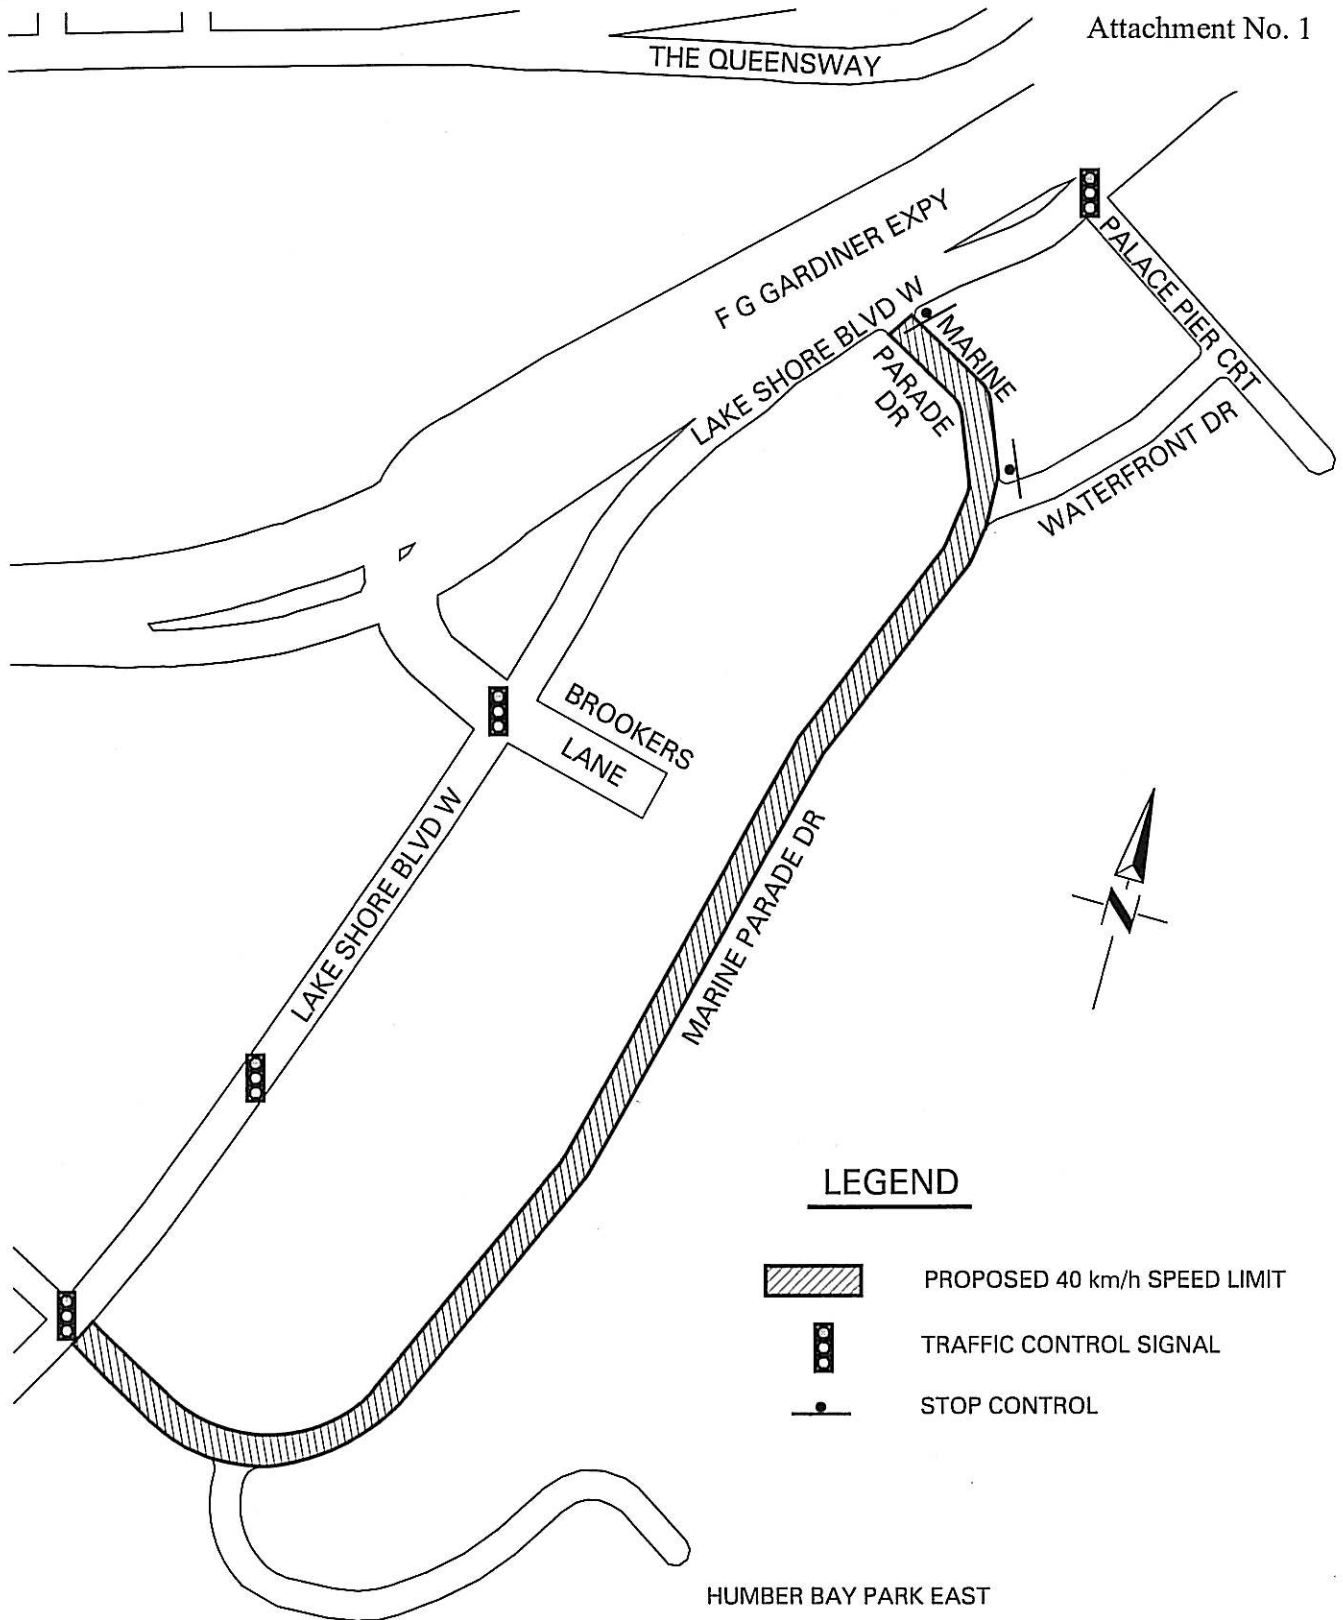 Attachment No. 1
THE QUEENSWAY
F G GARDINER EXPY
PALACE PIER CRT
LAKE SHORE BLVD W
MARINE
PARADE
DR
WATERFRONT DR
BROOKERS
LANE
LAKE SHORE BLVD W
MARINE PARADE DR
N
LEGEND
PROPOSED 40 km/h SPEED LIMIT
TRAFFIC CONTROL SIGNAL
STOP CONTROL
HUMBER BAY PARK EAST